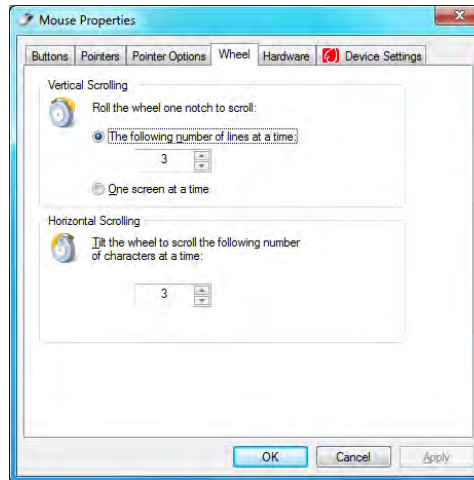 Mouse Properties
Buttons
Pointers
Pointer Options
Wheel
Hardware
Device Settings
Vertical Scrolling
Roll the wheel one notch to scroll:
The following number of lines at a time:
3
One screen at a time
Horizontal Scrolling
Tilt the wheel to scroll the following number
of characters at a time:
3
OK
Cancel
Apply